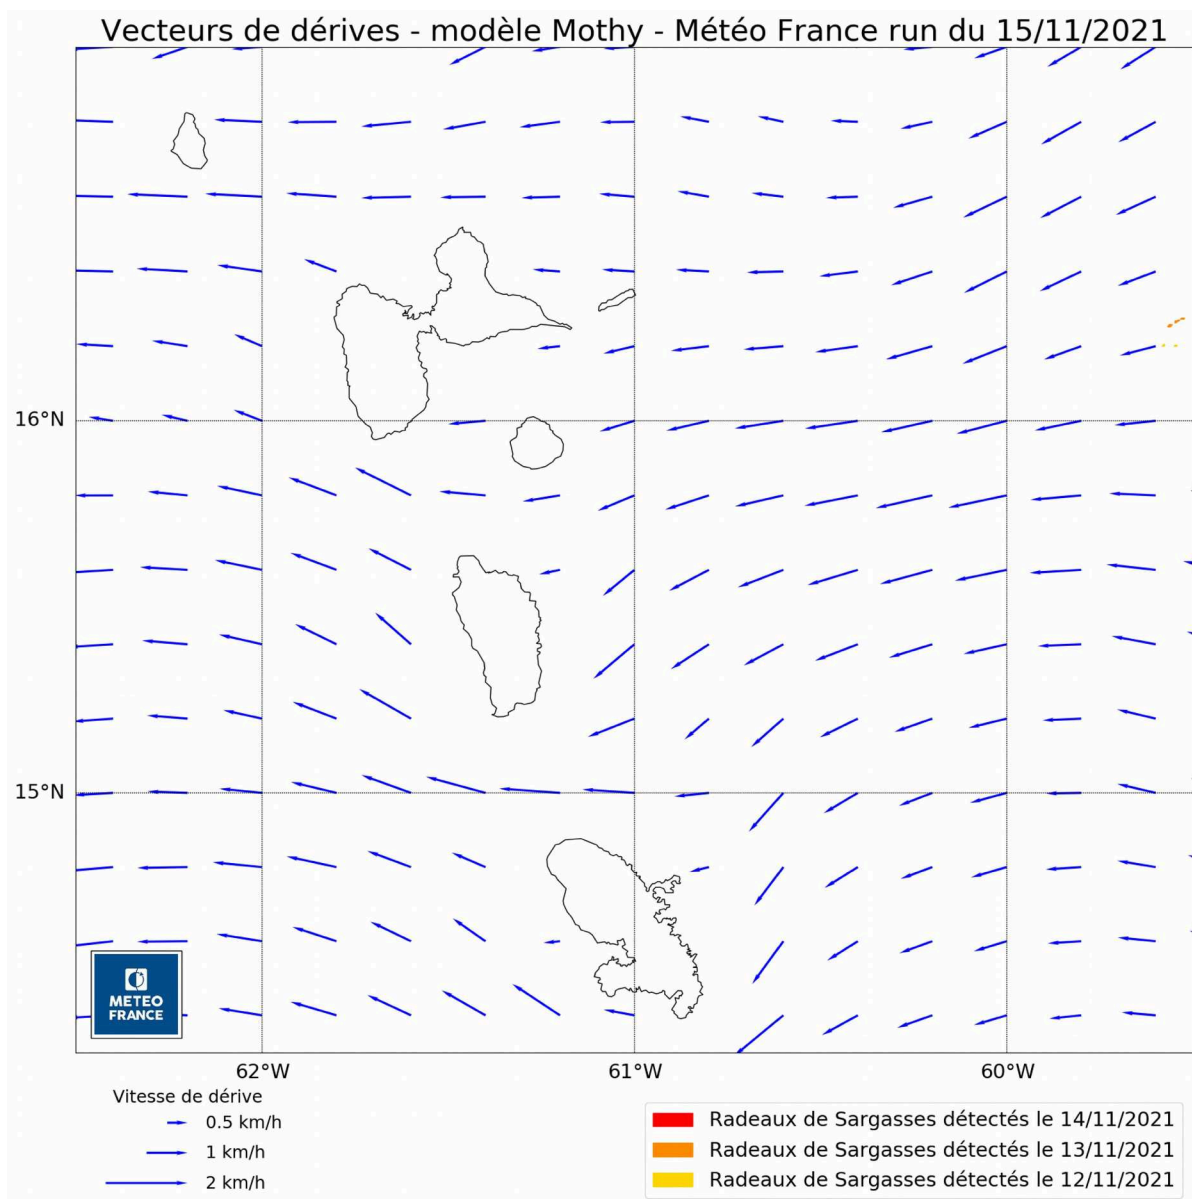 Vecteurs de dérives - modèle Mothy - Météo France run du 15/11/2021
16°N
15°N
METEO
FRANCE
62°W
61°W
60°W
Vitesse de dérive
0.5 km/h
1 km/h
2 km/h
Radeaux de Sargasses détectés le 14/11/2021
Radeaux de Sargasses détectés le 13/11/2021
Radeaux de Sargasses détectés le 12/11/2021